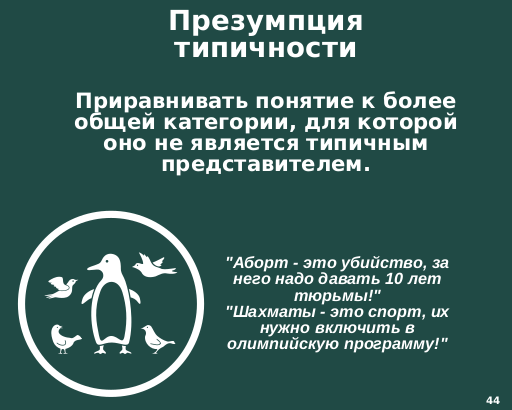 Презумпция
типичности
Приравнивать понятие к более
общей категории, для которой
оно не является типичным
представителем.
"Аборт - это убийство, за
него надо давать 10 лет
тюрьмы!"
"Шахматы - это спорт, их
нужно включить в
олимпийскую программу!"
44